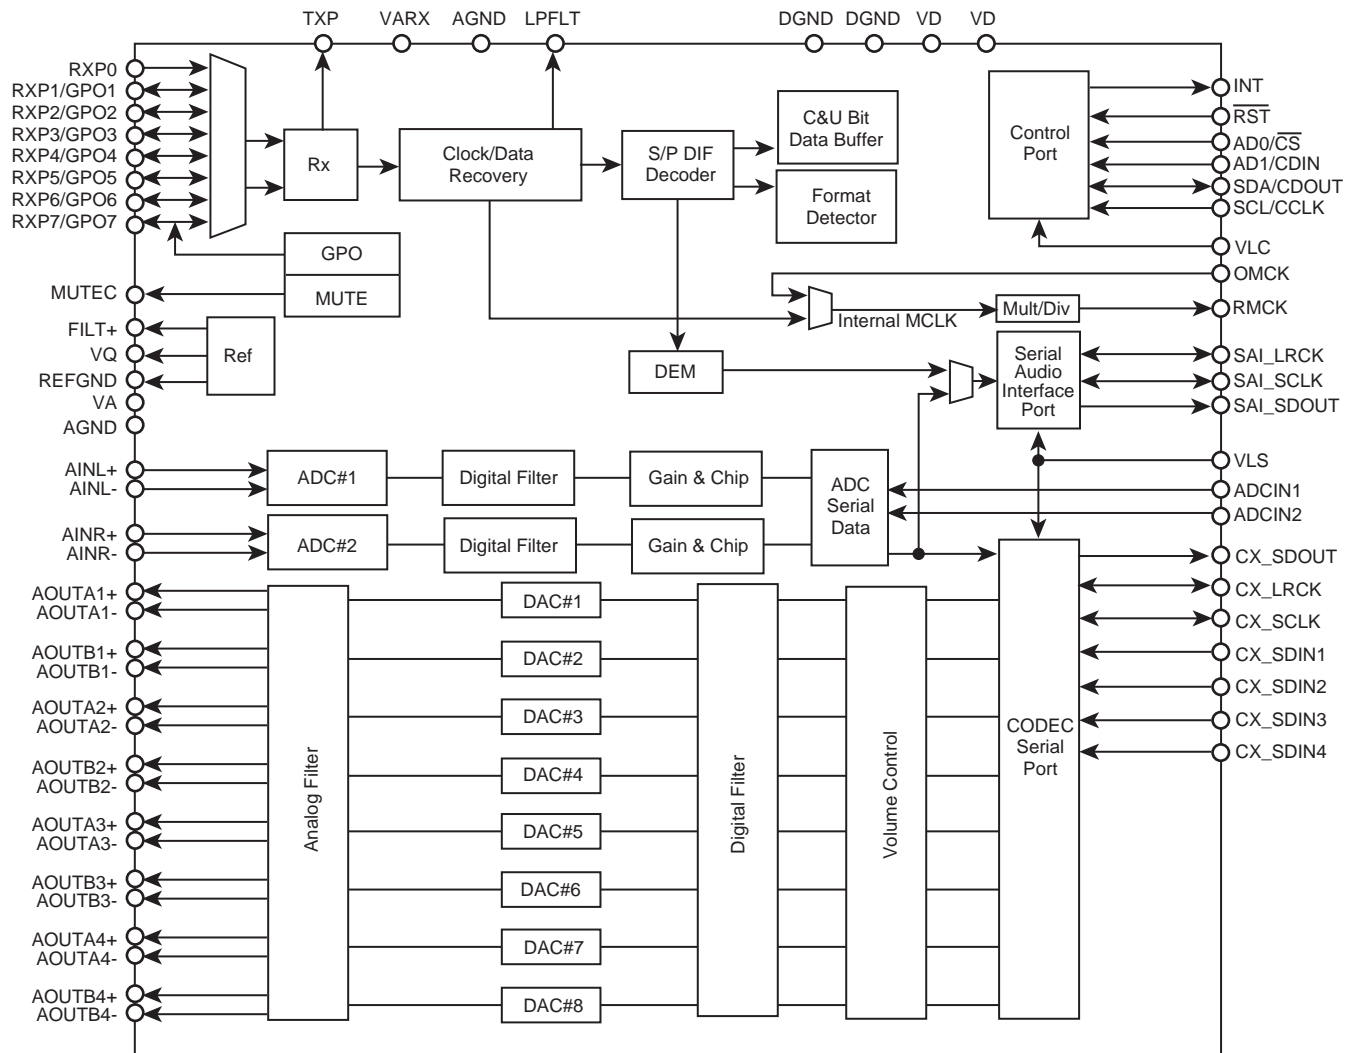 TXP
VARX
AGND
LPFLT
DGND
DGND
VD
VD
RXP0
RXP1/GPO1
RXP2/GPO2
RXP3/GPO3
RXP4/GPO4
RXP5/GPO5
RXP6/GPO6
RXP7/GPO7
MUTEC
FILT+
VQ
REFGND
VA
AGND
AINL+
AINL-
AINR+
AINR-
AOUTA1+
AOUTA1-
AOUTB1+
AOUTB1-
AOUTA2+
AOUTA2-
AOUTB2+
AOUTB2-
AOUTA3+
AOUTA3-
AOUTB3+
AOUTB3-
AOUTA4+
AOUTA4-
AOUTB4+
AOUTB4-
Rx
Clock/Data
Recovery
S/P DIF
Decoder
C&U Bit
Data Buffer
Format
Detector
Control
Port
GPO
MUTE
Ref
Internal MCLK
Mult/Div
DEM
Serial
Audio
Interface
Port
ADC#1
Digital Filter
Gain & Chip
ADC
Serial
Data
ADC#2
Digital Filter
Gain & Chip
Analog Filter
DAC#1
DAC#2
DAC#3
DAC#4
DAC#5
DAC#6
DAC#7
DAC#8
Digital Filter
Volume Control
CODEC
Serial
Port
INT
RST
AD0/CS
AD1/CDIN
SDA/CDOUT
SCL/CCLK
VLC
OMCK
RMCK
SAI_LRCK
SAI_SCLK
SAI_SDOUT
VLS
ADCIN1
ADCIN2
CX_SDOUT
CX_LRCK
CX_SCLK
CX_SDIN1
CX_SDIN2
CX_SDIN3
CX_SDIN4